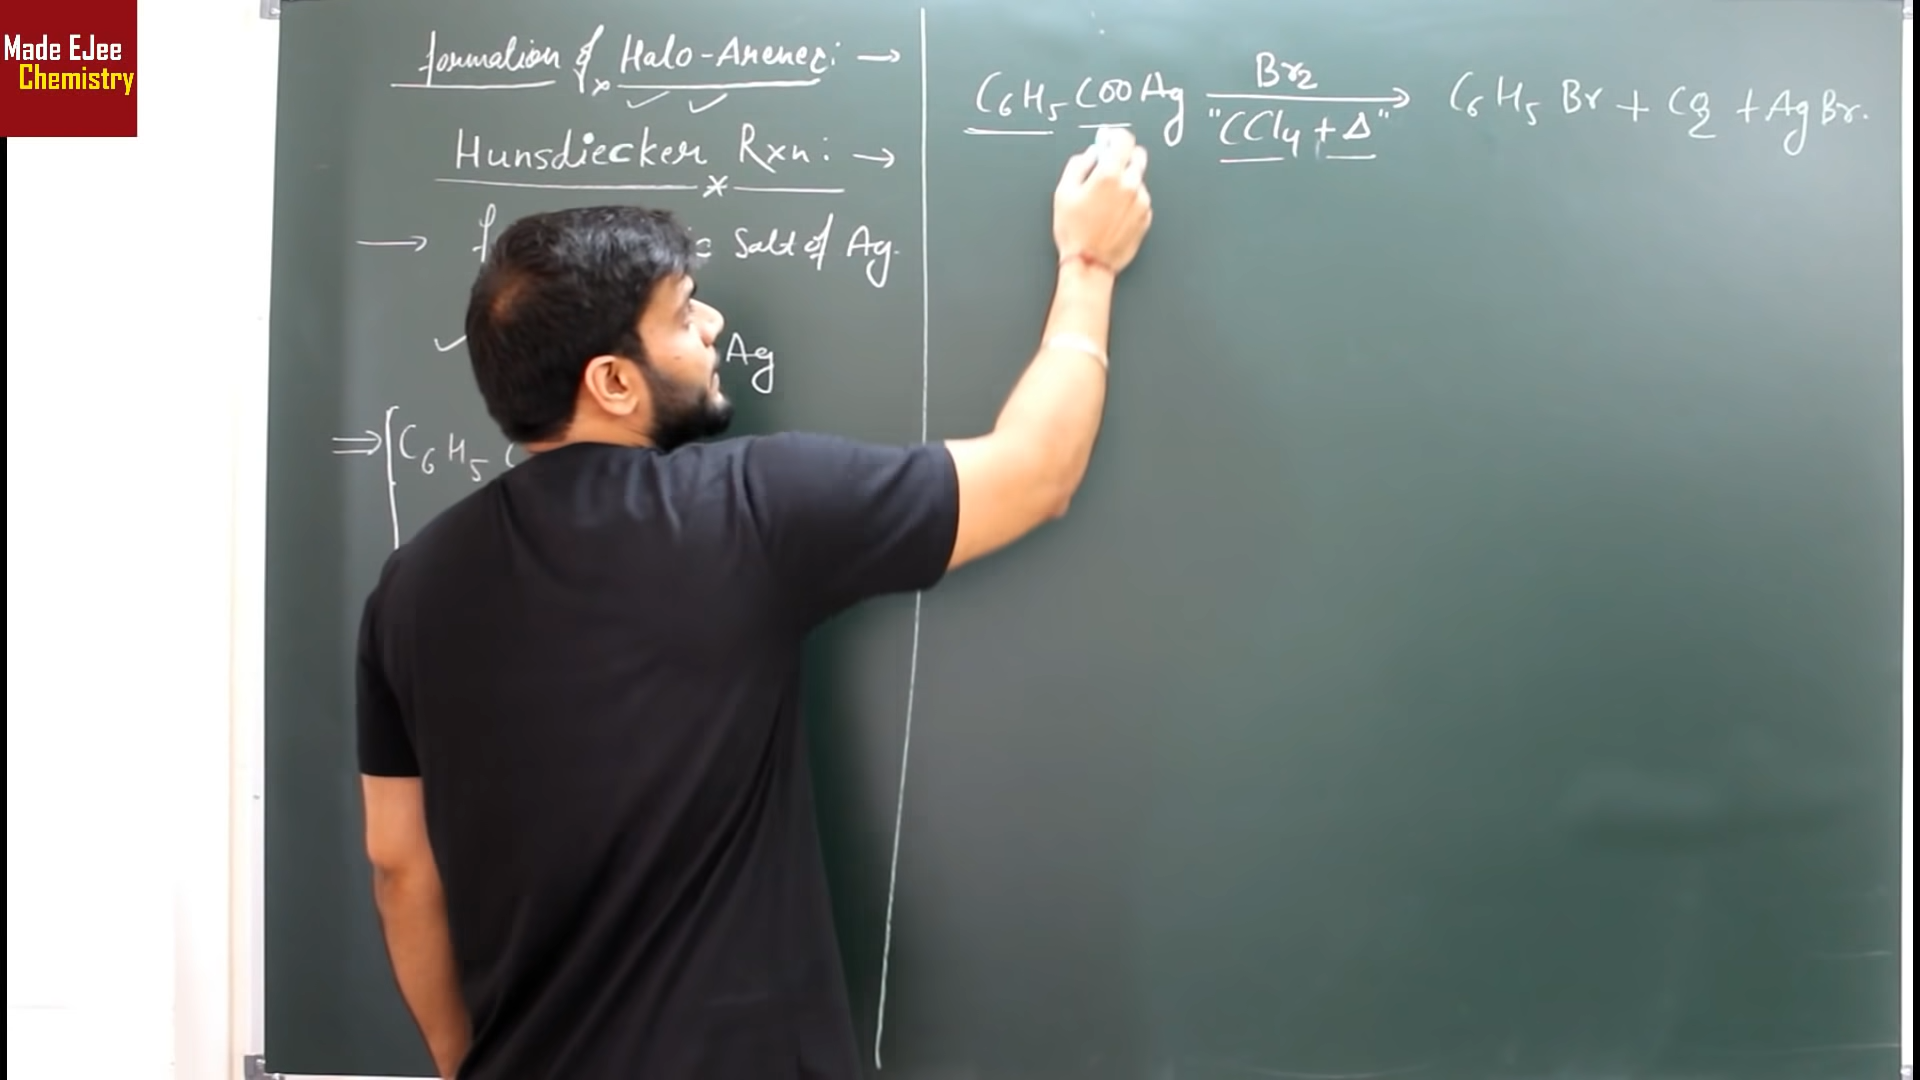 Made EJee
Chemistry
formation of Halo-Arenes: →
Hunsdiecker Rxn: →
→ Salt of Ag.
✓ Ag
⇒ [C₆H₅
C₆H₅COOAg Br₂ "CCl₄ + Δ" → C₆H₅Br + CO₂ + AgBr.